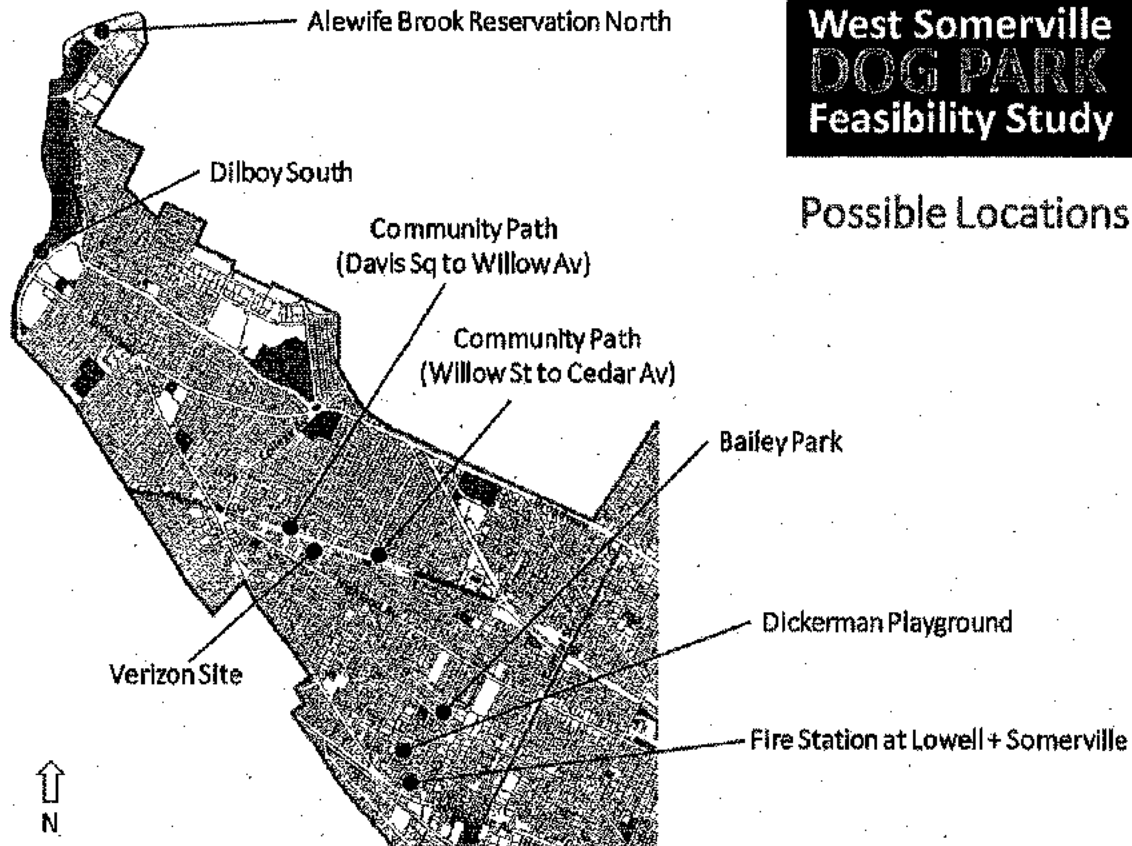 Alewife Brook Reservation North
West Somerville
DOG PARK
Feasibility Study
Possible Locations
Dilboy South
Community Path
(Davis Sq to Willow Av)
Community Path
(Willow St to Cedar Av)
Bailey Park
Dickerman Playground
Verizon Site
Fire Station at Lowell + Somerville
N